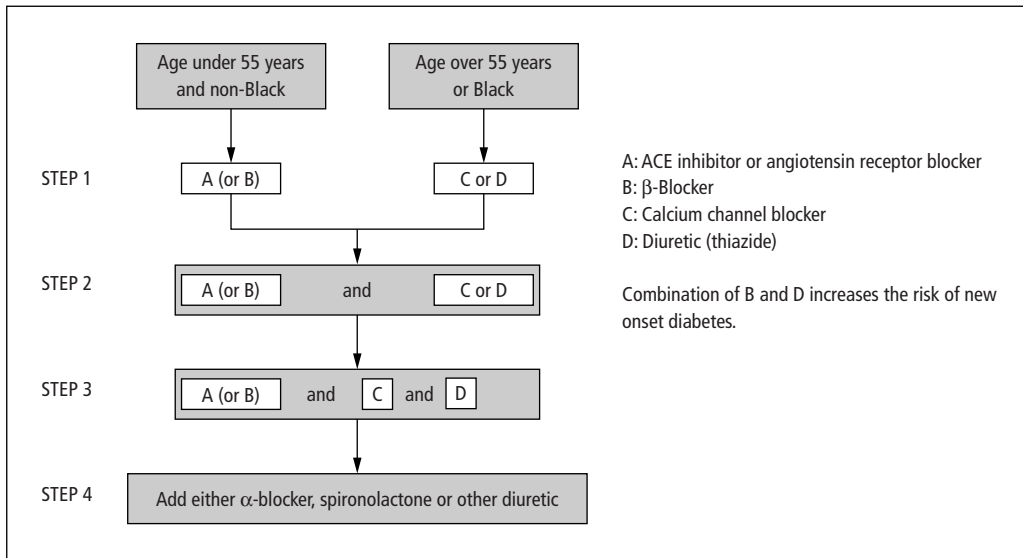 Age under 55 years
and non-Black
Age over 55 years
or Black
STEP 1
A (or B)
C or D
A: ACE inhibitor or angiotensin receptor blocker
B: β-Blocker
C: Calcium channel blocker
D: Diuretic (thiazide)
Combination of B and D increases the risk of new
onset diabetes.
STEP 2
A (or B) and C or D
STEP 3
A (or B) and C and D
STEP 4
Add either α-blocker, spironolactone or other diuretic